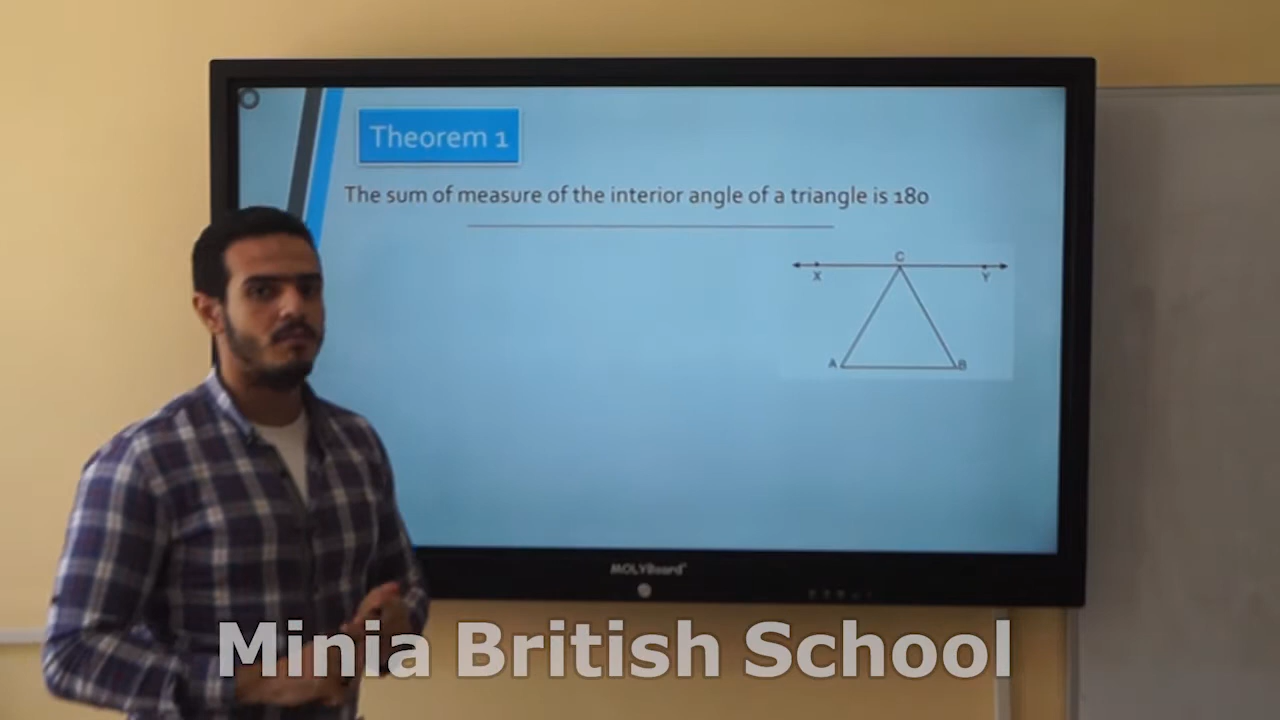 Theorem 1
The sum of measure of the interior angle of a triangle is 180
C
X
Y
A
B
MOLYBoard
Minia British School